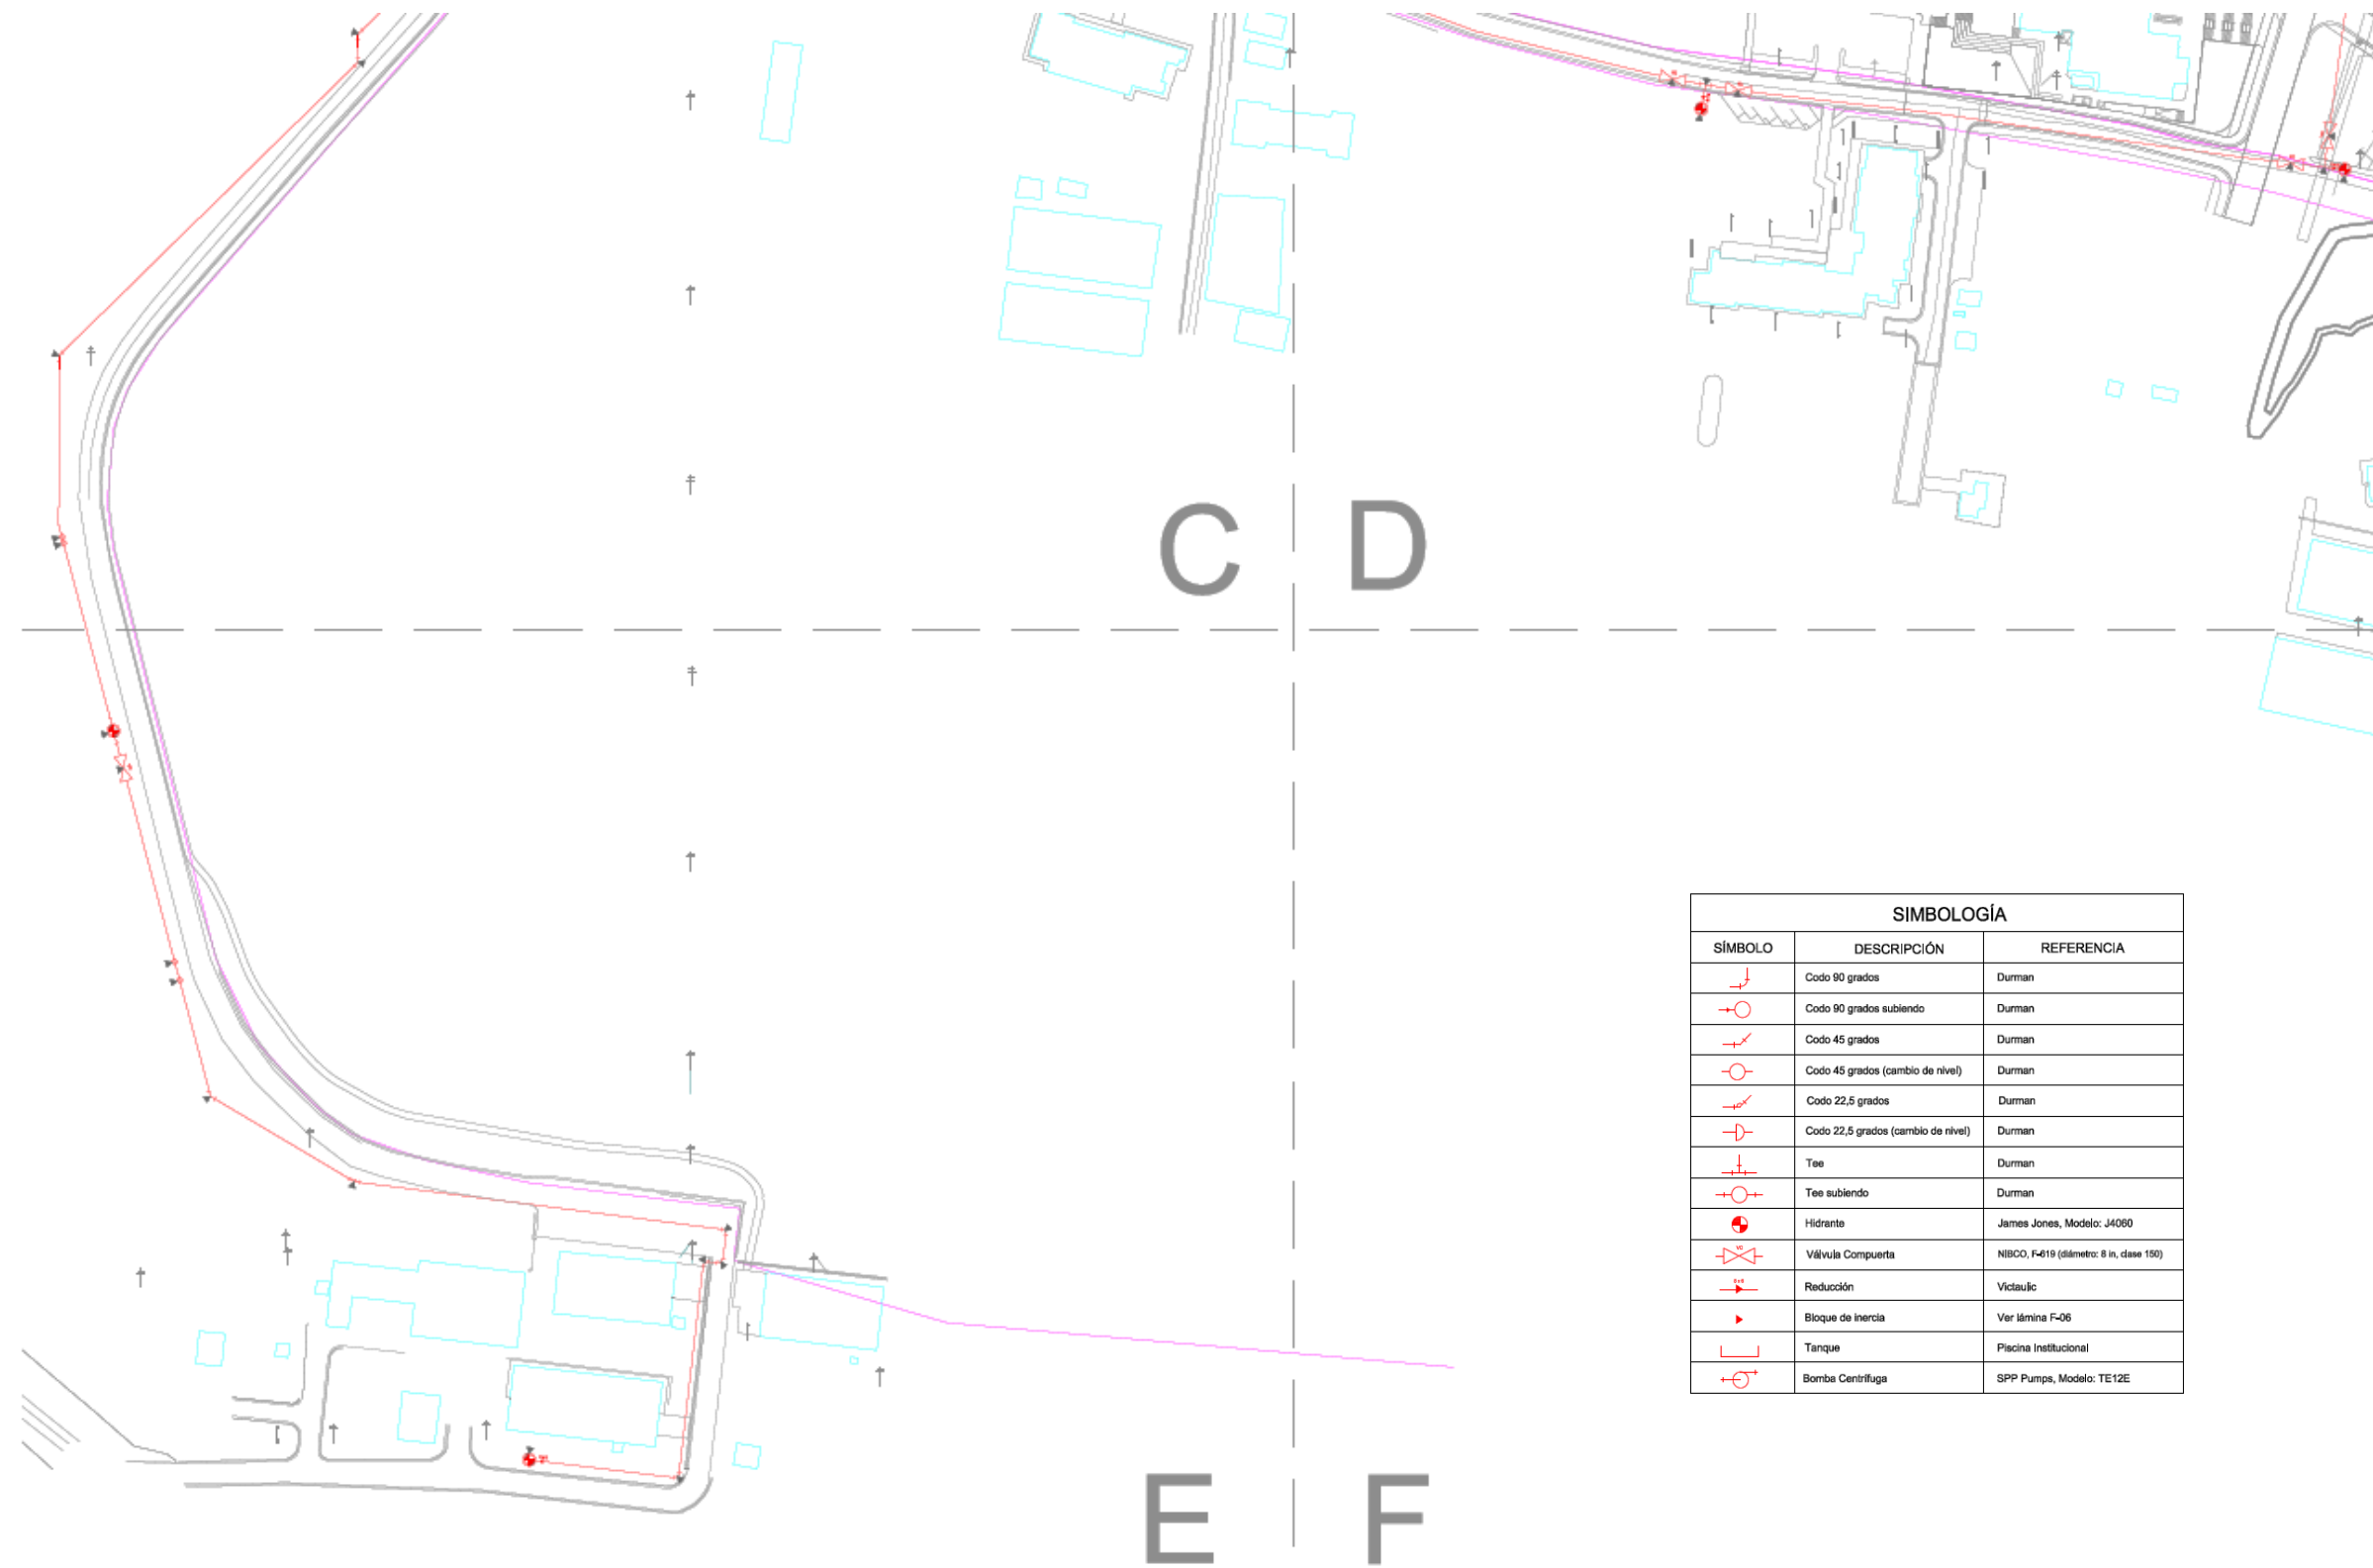 C D
SIMBOLOGÍA
SÍMBOLO DESCRIPCIÓN REFERENCIA
Codo 90 grados Durman
Codo 90 grados subiendo Durman
Codo 45 grados Durman
Codo 45 grados (cambio de nivel) Durman
Codo 22,5 grados Durman
Codo 22,5 grados (cambio de nivel) Durman
Tee Durman
Tee subiendo Durman
Hidrante James Jones, Modelo: J4060
Válvula Compuerta NIBCO, F-619 (diámetro: 8 in, clase 150)
Reducción Victaulic
Bloque de inercia Ver lámina F-06
Tanque Piscina Institucional
Bomba Centrífuga SPP Pumps, Modelo: TE12E
E F